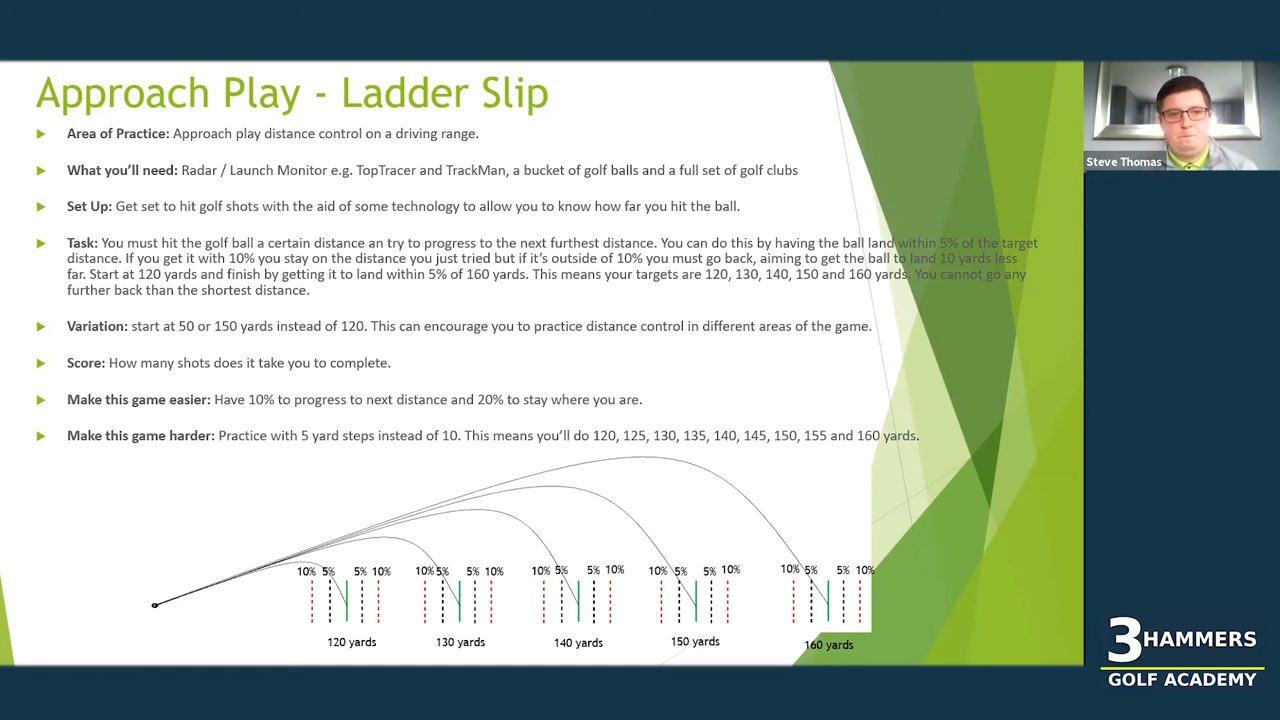 Approach Play - Ladder Slip
Area of Practice: Approach play distance control on a driving range.
What you'll need: Radar / Launch Monitor e.g. TopTracer and TrackMan, a bucket of golf balls and a full set of golf clubs
Set Up: Get set to hit golf shots with the aid of some technology to allow you to know how far you hit the ball.
Task: You must hit the golf ball a certain distance an try to progress to the next furthest distance. You can do this by having the ball land within 5% of the target
distance. If you get it with 10% you stay on the distance you just tried but if it's outside of 10% you must go back, aiming to get the ball to land 10 yards less
far. Start at 120 yards and finish by getting it to land within 5% of 160 yards. This means your targets are 120, 130, 140, 150 and 160 yards. You cannot go any
further back than the shortest distance.
Variation: start at 50 or 150 yards instead of 120. This can encourage you to practice distance control in different areas of the game.
Score: How many shots does it take you to complete.
Make this game easier: Have 10% to progress to next distance and 20% to stay where you are.
Make this game harder: Practice with 5 yard steps instead of 10. This means you'll do 120, 125, 130, 135, 140, 145, 150, 155 and 160 yards.
10% 5% 5% 10% 10% 5% 5% 10% 10% 5% 5% 10% 10% 5% 5% 10% 10% 5% 5% 10%
120 yards 130 yards 140 yards 150 yards 160 yards
Steve Thomas
3 HAMMERS
GOLF ACADEMY